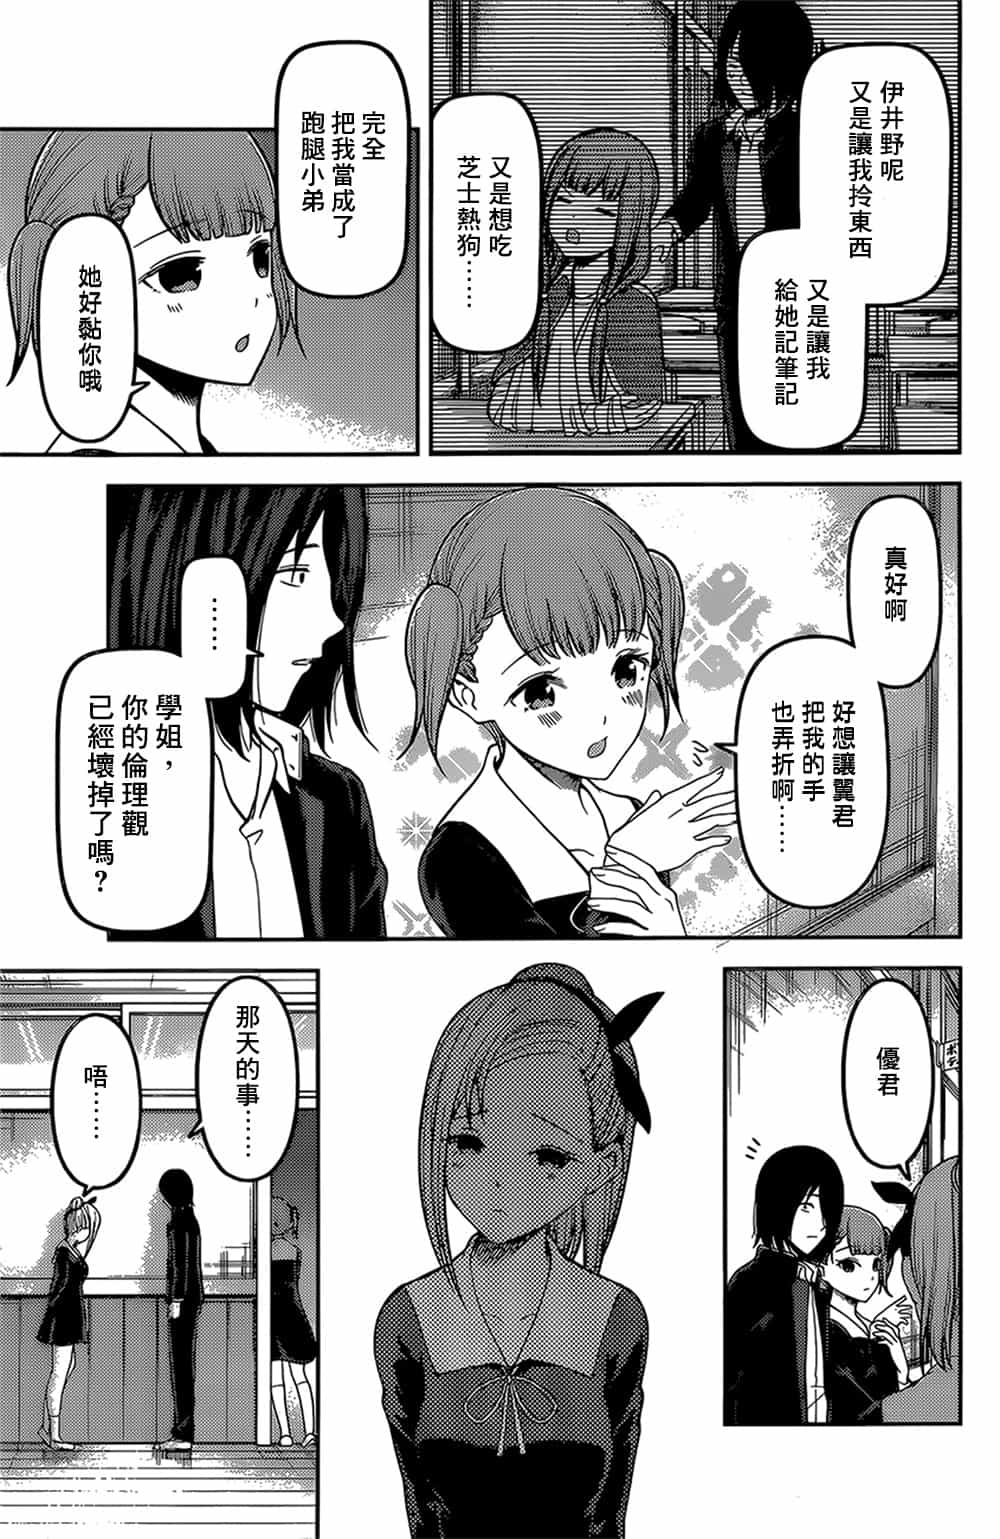 伊井野呢
又是讓我拎東西
又是讓我
給她記筆記
又是想吃
芝士熱狗……
完全
把我當成了
跑腿小弟
她好黏你哦
真好啊
好想讓翼君
把我的手
也弄折啊……
……
學姐，
你的倫理觀
已經壞掉了嗎？
優君
那天的事……
唔……